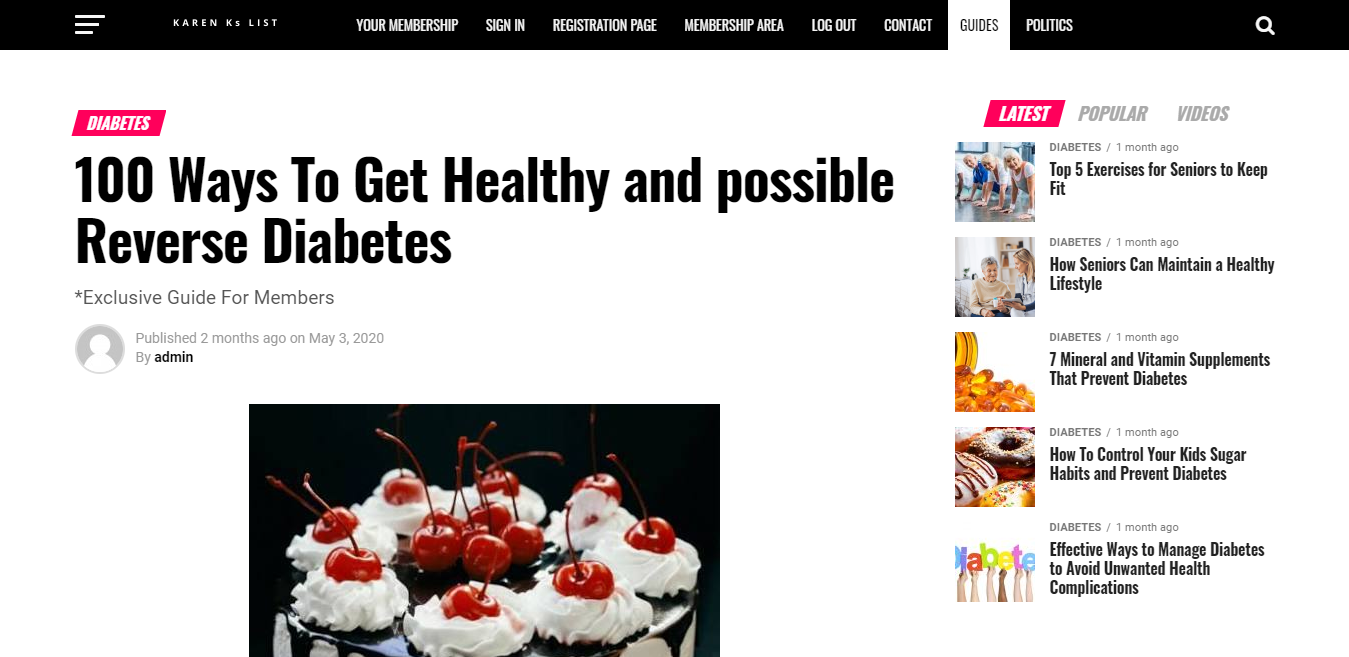 KAREN Ks LIST
YOUR MEMBERSHIP
SIGN IN
REGISTRATION PAGE
MEMBERSHIP AREA
LOG OUT
CONTACT
GUIDES
POLITICS
DIABETES
100 Ways To Get Healthy and possible
Reverse Diabetes
*Exclusive Guide For Members
Published 2 months ago on May 3, 2020
By admin
LATEST
POPULAR
VIDEOS
DIABETES / 1 month ago
Top 5 Exercises for Seniors to Keep
Fit
DIABETES / 1 month ago
How Seniors Can Maintain a Healthy
Lifestyle
DIABETES / 1 month ago
7 Mineral and Vitamin Supplements
That Prevent Diabetes
DIABETES / 1 month ago
How To Control Your Kids Sugar
Habits and Prevent Diabetes
DIABETES / 1 month ago
Effective Ways to Manage Diabetes
to Avoid Unwanted Health
Complications
iabete